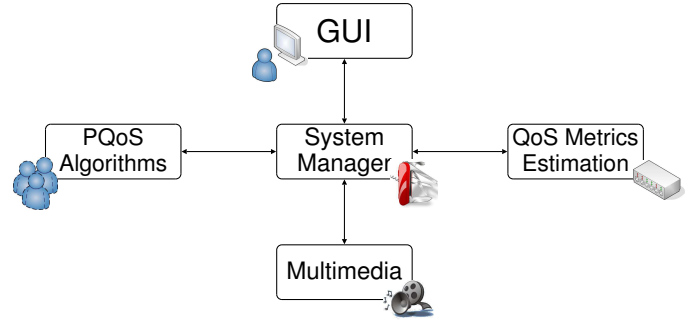 GUI
PQoS
Algorithms
System
Manager
QoS Metrics
Estimation
Multimedia